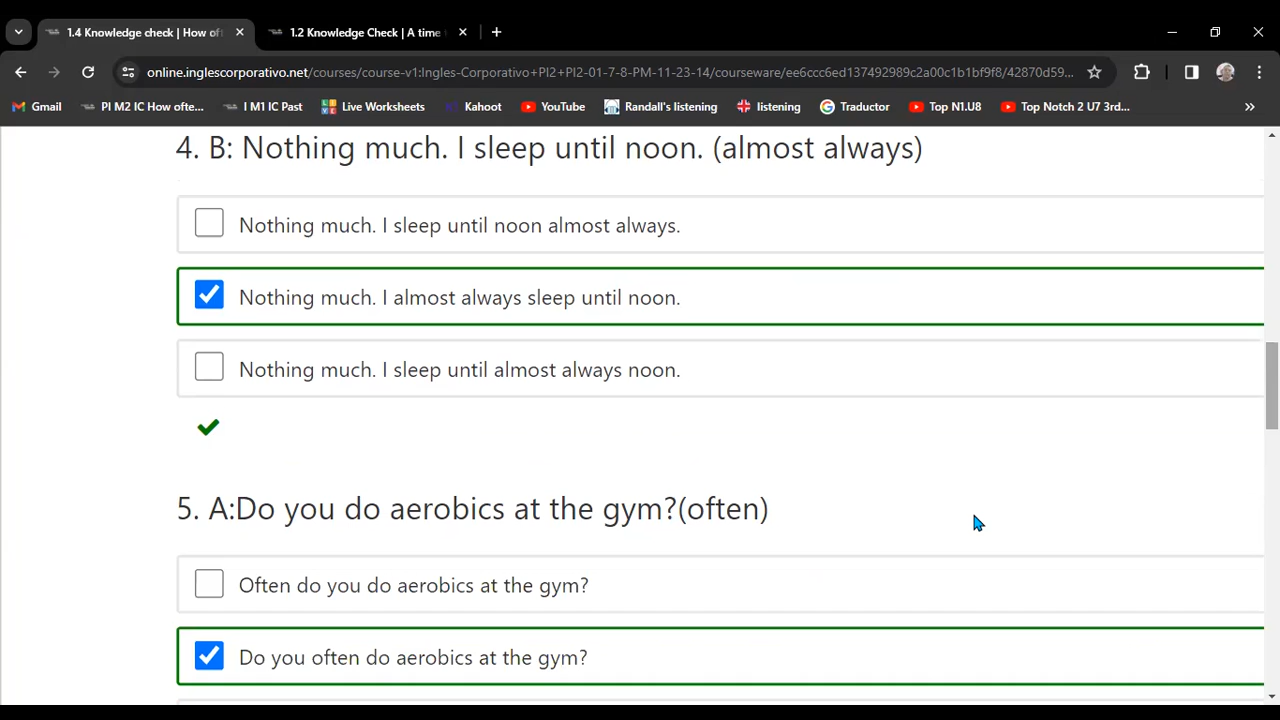 1.4 Knowledge check | How of
1.2 Knowledge Check | A time
online.inglescorporativo.net/courses/course-v1:Ingles-Corporativo+PI2+PI2-01-7-8-PM-11-23-14/courseware/ee6ccc6ed137492989c2a00c1b1bf9f8/42870d59...
Gmail PI M2 IC How ofte... I M1 IC Past Live Worksheets Kahoot YouTube Randall's listening listening Traductor Top N1.U8 Top Notch 2 U7 3rd... »
4. B: Nothing much. I sleep until noon. (almost always)
Nothing much. I sleep until noon almost always.
Nothing much. I almost always sleep until noon.
Nothing much. I sleep until almost always noon.
5. A:Do you do aerobics at the gym?(often)
Often do you do aerobics at the gym?
Do you often do aerobics at the gym?